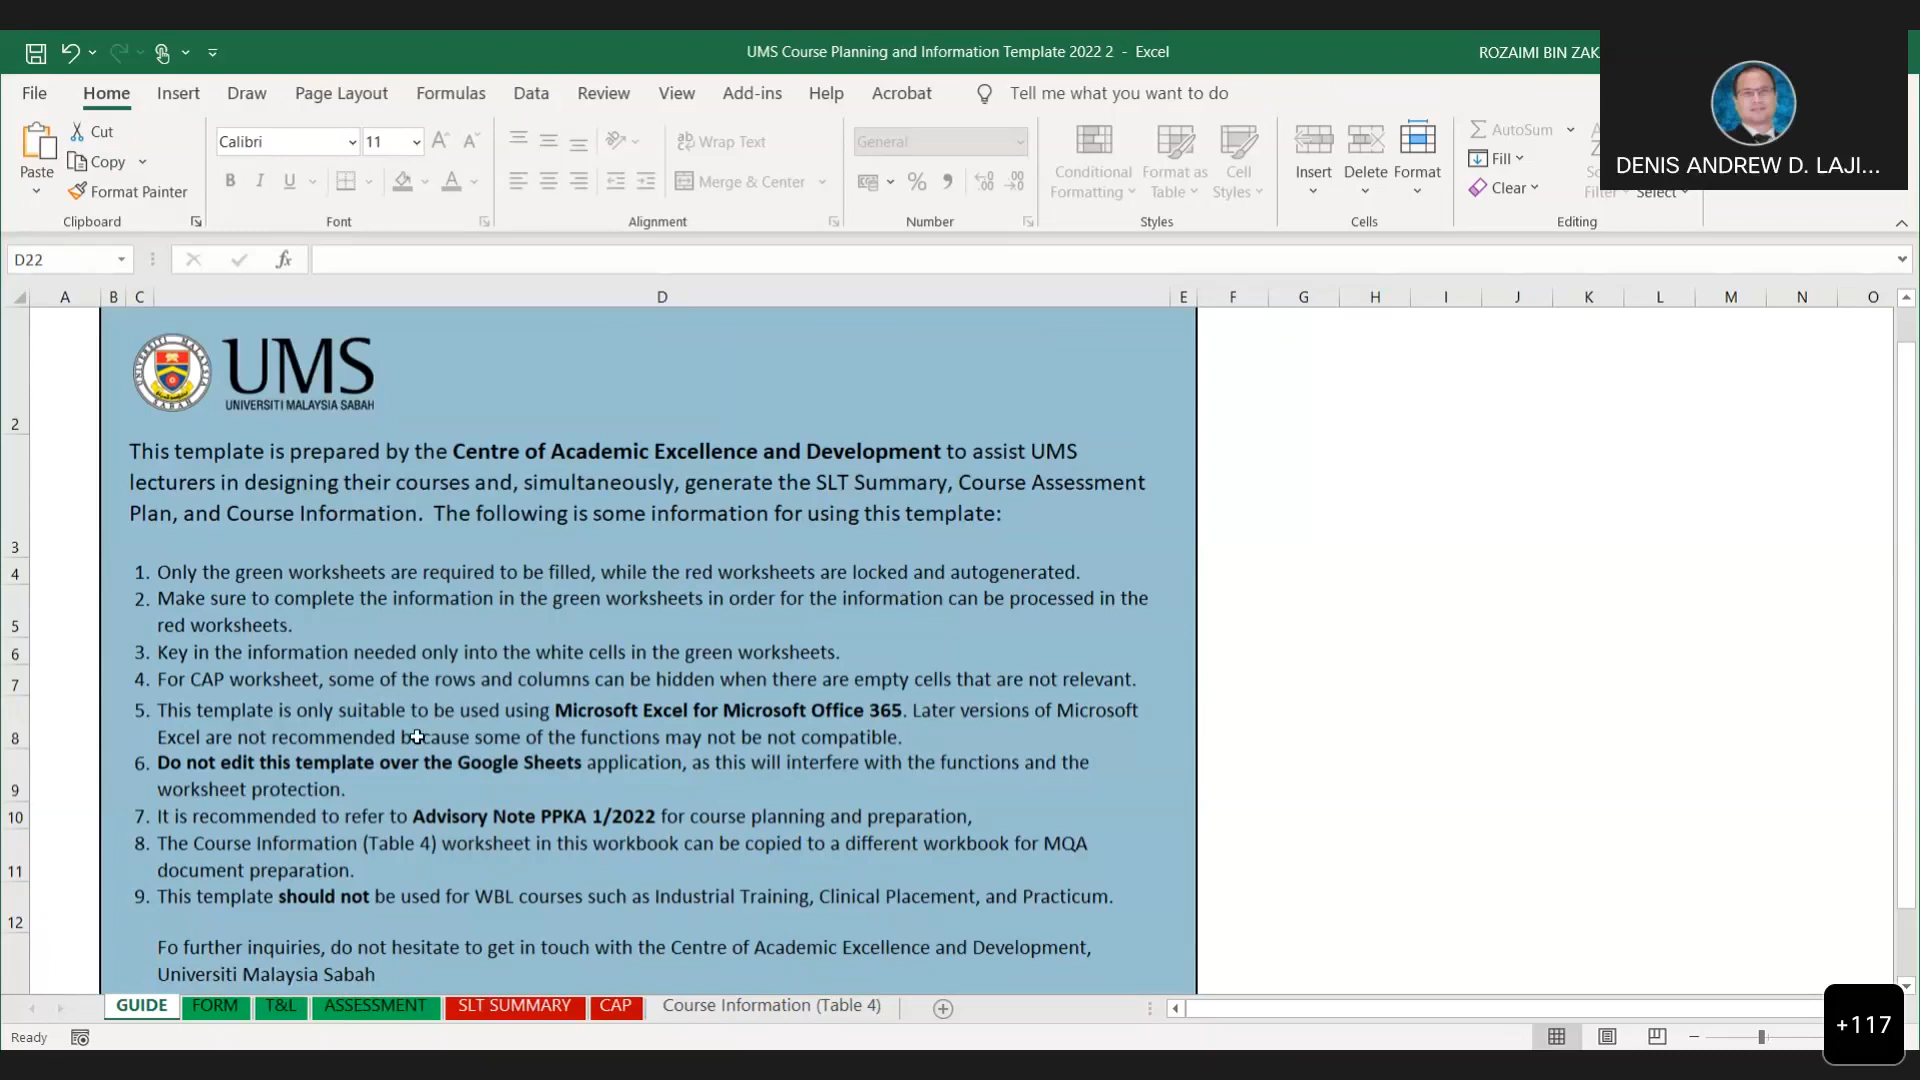 UMS Course Planning and Information Template 2022 2 - Excel
ROZAIMI BIN ZAK
File Home Insert Draw Page Layout Formulas Data Review View Add-ins Help Acrobat Tell me what you want to do
DENIS ANDREW D. LAJI...
Paste
Cut
Copy
Format Painter
Clipboard
Calibri 11
B I U
Font
Wrap Text
Merge & Center
Alignment
General
Number
Conditional Formatting
Format as Table
Cell Styles
Styles
Insert Delete Format
Cells
AutoSum
Fill
Clear
Filter Select
Editing
D22
fx
A B C D E F G H I J K L M N O
UMS
UNIVERSITI MALAYSIA SABAH
2
This template is prepared by the Centre of Academic Excellence and Development to assist UMS
lecturers in designing their courses and, simultaneously, generate the SLT Summary, Course Assessment
Plan, and Course Information. The following is some information for using this template:
3
4 1. Only the green worksheets are required to be filled, while the red worksheets are locked and autogenerated.
2. Make sure to complete the information in the green worksheets in order for the information can be processed in the
5 red worksheets.
6 3. Key in the information needed only into the white cells in the green worksheets.
7 4. For CAP worksheet, some of the rows and columns can be hidden when there are empty cells that are not relevant.
5. This template is only suitable to be used using Microsoft Excel for Microsoft Office 365. Later versions of Microsoft
8 Excel are not recommended because some of the functions may not be not compatible.
6. Do not edit this template over the Google Sheets application, as this will interfere with the functions and the
9 worksheet protection.
10 7. It is recommended to refer to Advisory Note PPKA 1/2022 for course planning and preparation,
8. The Course Information (Table 4) worksheet in this workbook can be copied to a different workbook for MQA
11 document preparation.
9. This template should not be used for WBL courses such as Industrial Training, Clinical Placement, and Practicum.
12
Fo further inquiries, do not hesitate to get in touch with the Centre of Academic Excellence and Development,
Universiti Malaysia Sabah
GUIDE FORM T&L ASSESSMENT SLT SUMMARY CAP Course Information (Table 4)
+117
Ready